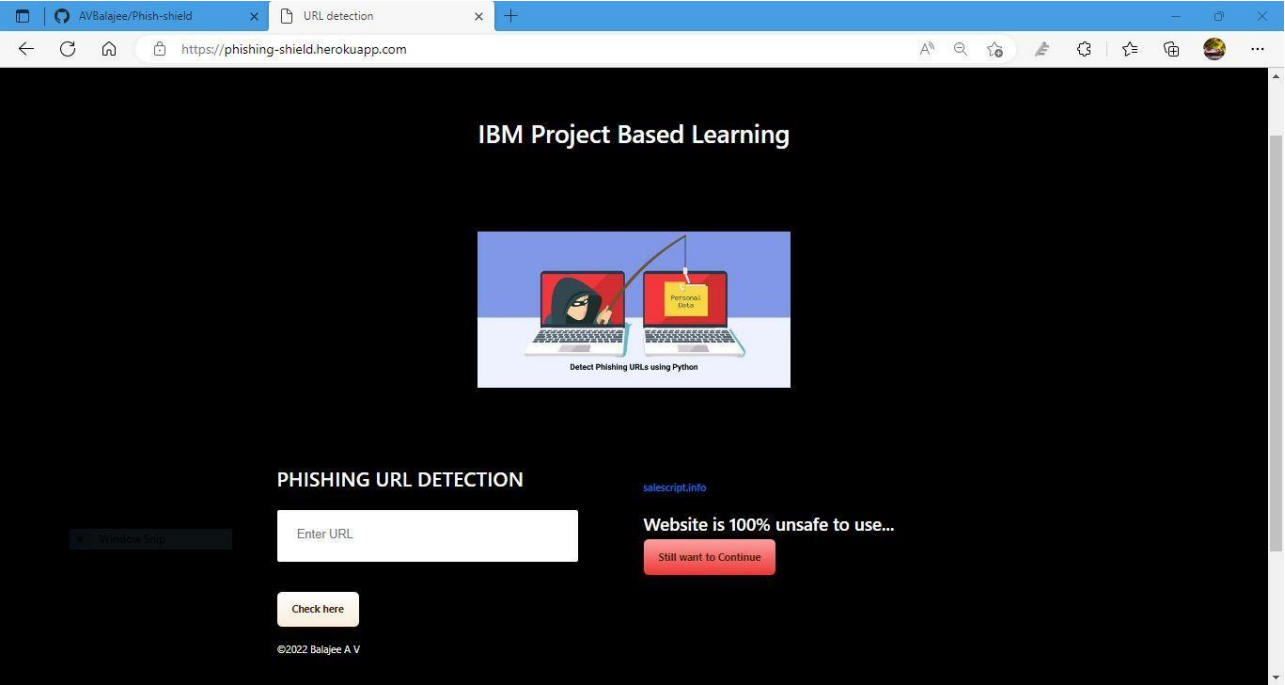 AVBalajee/Phish-shield
URL detection
https://phishing-shield.herokuapp.com
IBM Project Based Learning
Personal
Data
Detect Phishing URLs using Python
PHISHING URL DETECTION
Enter URL
Check here
©2022 Balajee A V
salescript.info
Website is 100% unsafe to use...
Still want to Continue
Window Snip